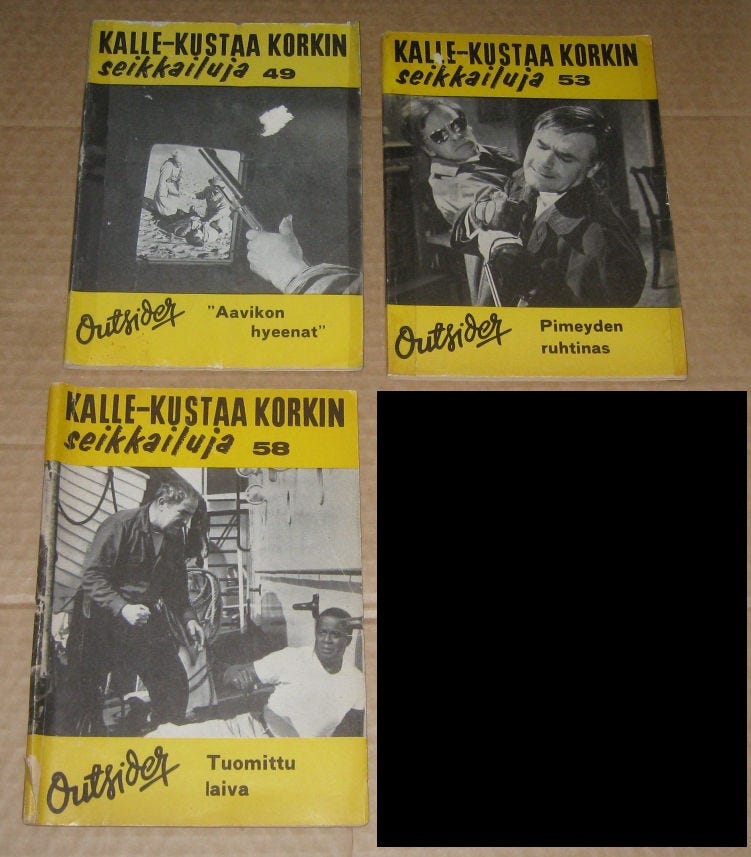 KALLE-KUSTAA KORKIN
seikkailuja 49
Outsider
"Aavikon
hyeenat"
KALLE-KUSTAA KORKIN
seikkailuja 53
Outsider
Pimeyden
ruhtinas
KALLE-KUSTAA KORKIN
seikkailuja 58
Outsider
Tuomittu
laiva